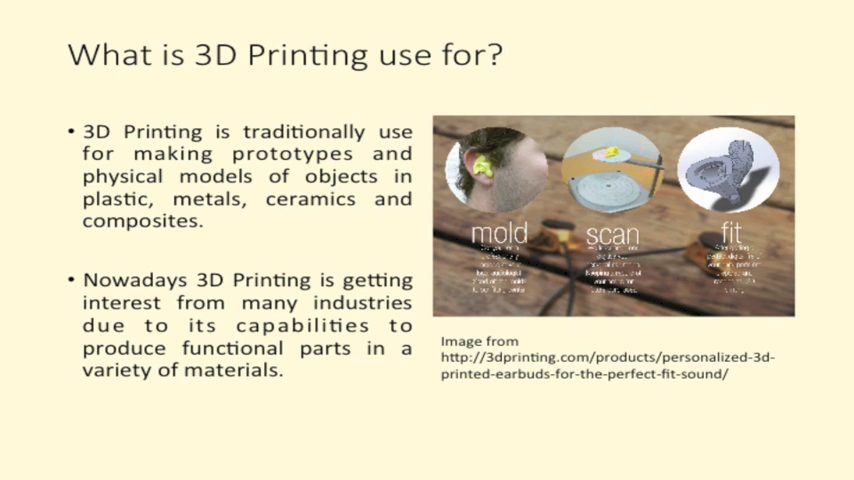 What is 3D Printing use for?
• 3D Printing is traditionally use
for making prototypes and
physical models of objects in
plastic, metals, ceramics and
composites.
• Nowadays 3D Printing is getting
interest from many industries
due to its capabilities to
produce functional parts in a
variety of materials.
mold
scan
fit
Image from
http://3dprinting.com/products/personalized-3d-
printed-earbuds-for-the-perfect-fit-sound/